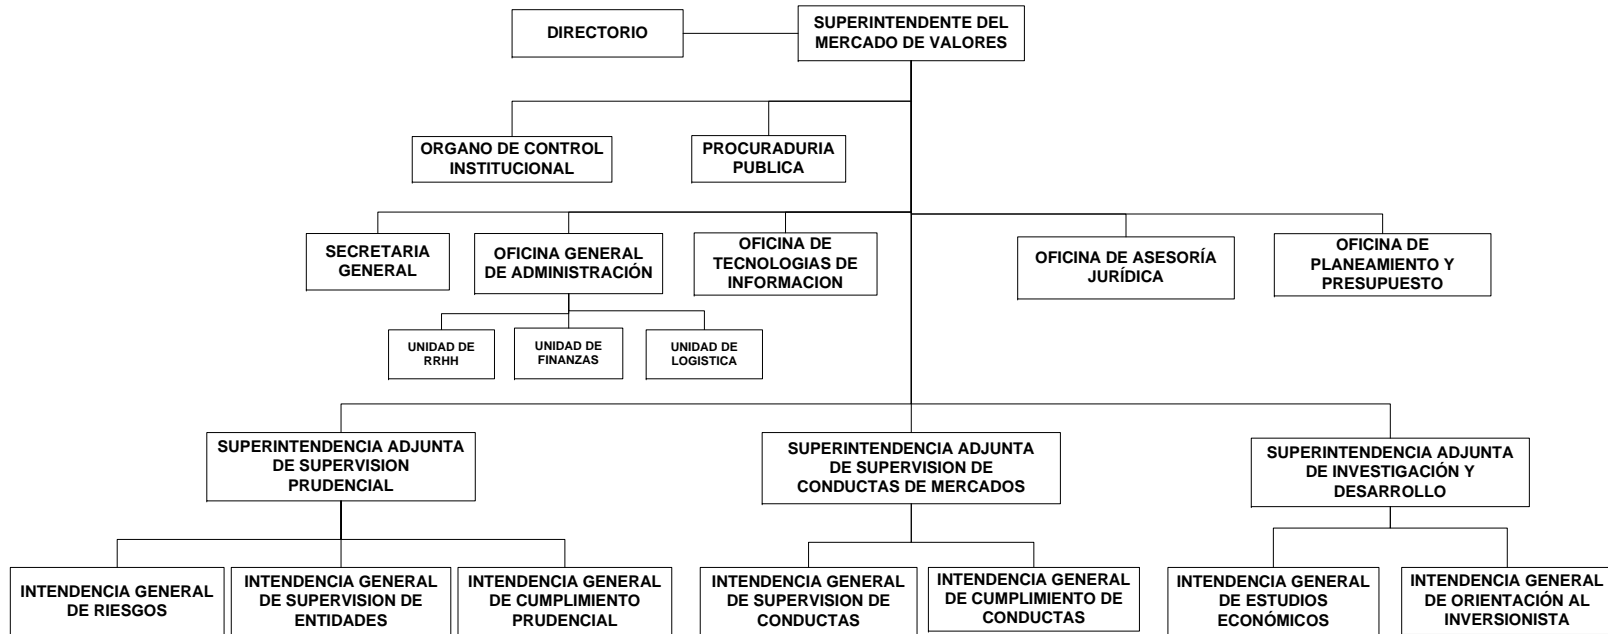 DIRECTORIO
SUPERINTENDENTE DEL
MERCADO DE VALORES
ORGANO DE CONTROL
INSTITUCIONAL
PROCURADURIA
PUBLICA
SECRETARIA
GENERAL
OFICINA GENERAL
DE ADMINISTRACIÓN
OFICINA DE
TECNOLOGIAS DE
INFORMACION
OFICINA DE ASESORÍA
JURÍDICA
OFICINA DE
PLANEAMIENTO Y
PRESUPUESTO
UNIDAD DE
RRHH
UNIDAD DE
FINANZAS
UNIDAD DE
LOGISTICA
SUPERINTENDENCIA ADJUNTA
DE SUPERVISION
PRUDENCIAL
SUPERINTENDENCIA ADJUNTA
DE SUPERVISION DE
CONDUCTAS DE MERCADOS
SUPERINTENDENCIA ADJUNTA
DE INVESTIGACIÓN Y
DESARROLLO
INTENDENCIA GENERAL
DE RIESGOS
INTENDENCIA GENERAL
DE SUPERVISION DE
ENTIDADES
INTENDENCIA GENERAL
DE CUMPLIMIENTO
PRUDENCIAL
INTENDENCIA GENERAL
DE SUPERVISION DE
CONDUCTAS
INTENDENCIA GENERAL
DE CUMPLIMIENTO DE
CONDUCTAS
INTENDENCIA GENERAL
DE ESTUDIOS
ECONÓMICOS
INTENDENCIA GENERAL
DE ORIENTACIÓN AL
INVERSIONISTA